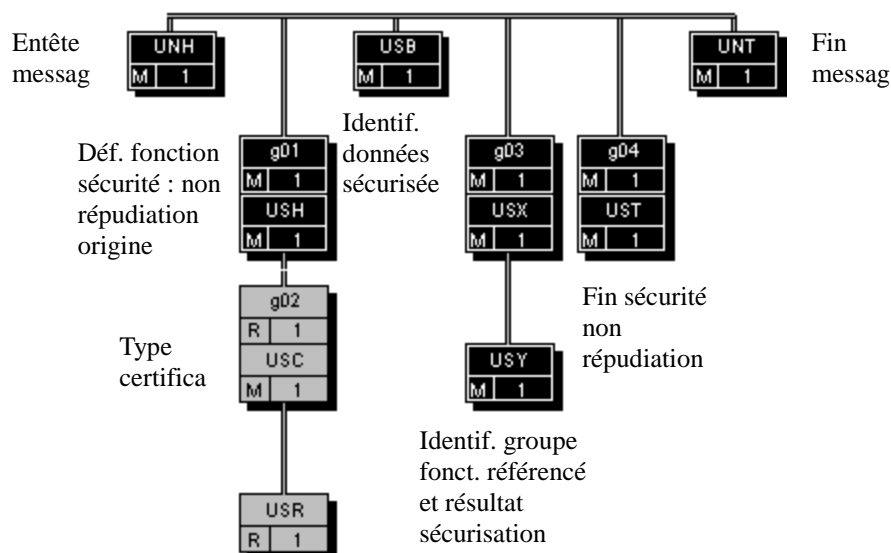 Entête
messag
UNH
M 1
USB
M 1
UNT
M 1
Fin
messag
Déf. fonction
sécurité : non
répudiation
origine
g01
M 1
USH
M 1
Identif.
données
sécurisée
g03
M 1
USX
M 1
g04
M 1
UST
M 1
Type
certifica
g02
R 1
USC
M 1
USY
M 1
Fin sécurité
non
répudiation
Identif. groupe
fonct. référencé
et résultat
sécurisation
USR
R 1